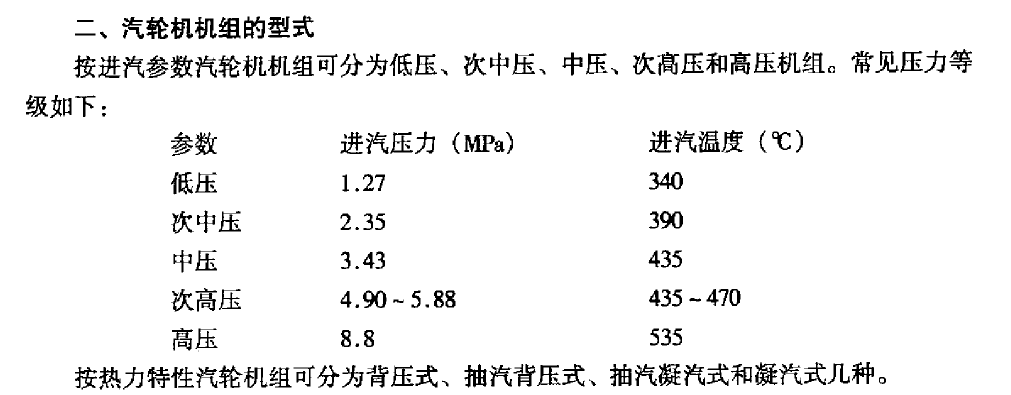 二、汽轮机机组的型式
按进汽参数汽轮机机组可分为低压、次中压、中压、次高压和高压机组。常见压力等
级如下：
参数 进汽压力（MPa） 进汽温度（℃）
低压 1.27 340
次中压 2.35 390
中压 3.43 435
次高压 4.90~5.88 435~470
高压 8.8 535
按热力特性汽轮机组可分为背压式、抽汽背压式、抽汽凝汽式和凝汽式几种。